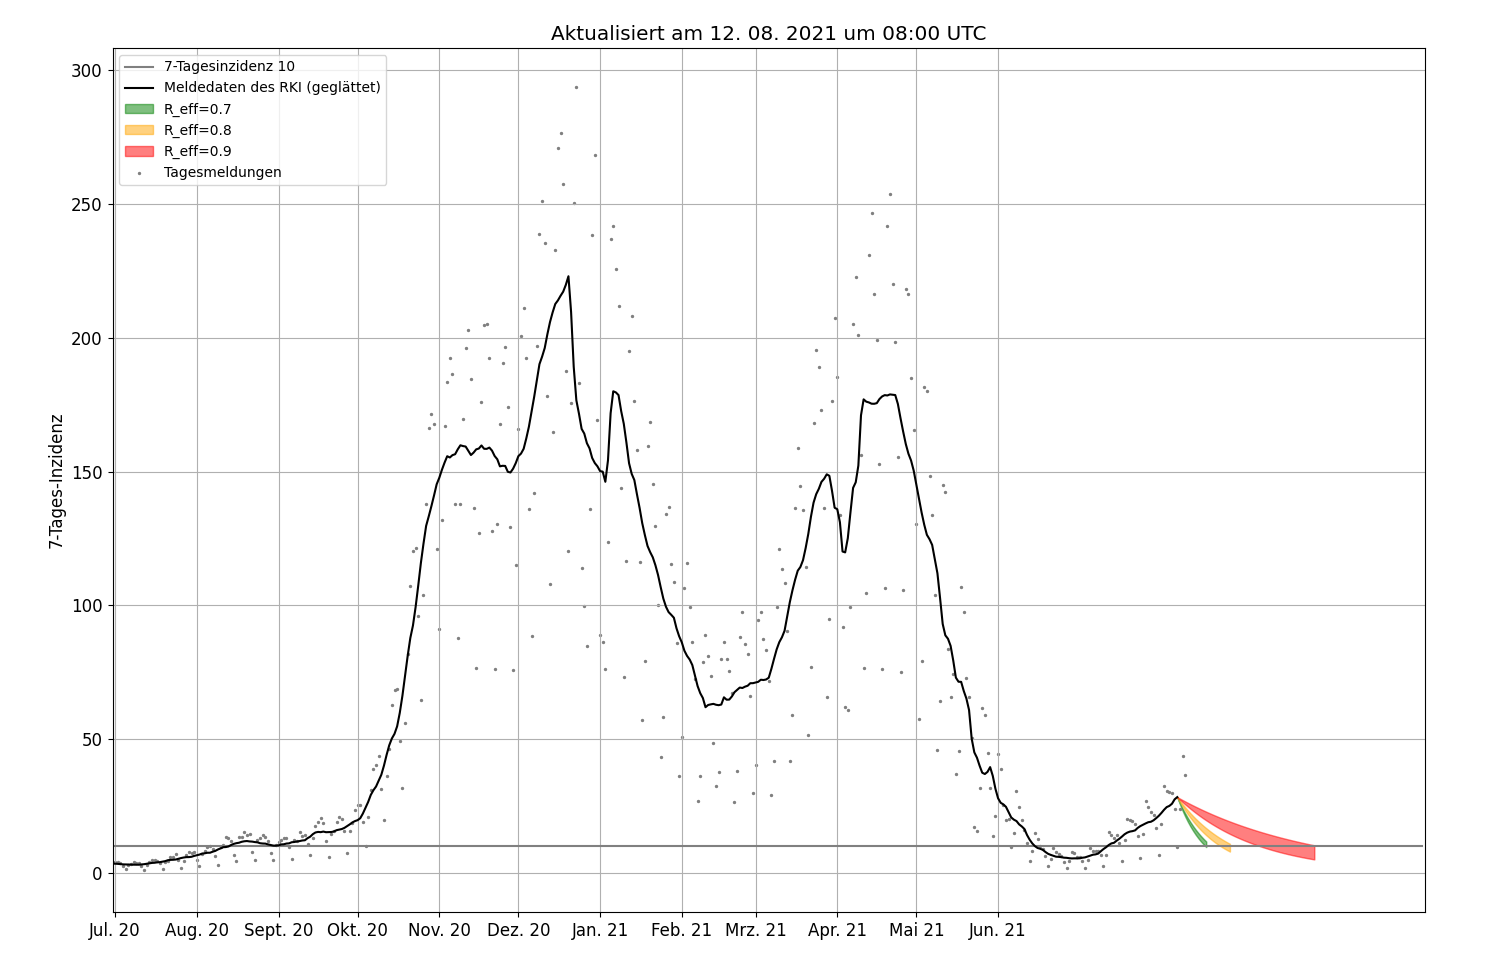 Aktualisiert am 12. 08. 2021 um 08:00 UTC
7-Tagesinzidenz 10
Meldedaten des RKI (geglättet)
R_eff=0.7
R_eff=0.8
R_eff=0.9
Tagesmeldungen
7-Tages-Inzidenz
300
250
200
150
100
50
0
Jul. 20 Aug. 20 Sept. 20 Okt. 20 Nov. 20 Dez. 20 Jan. 21 Feb. 21 Mrz. 21 Apr. 21 Mai 21 Jun. 21